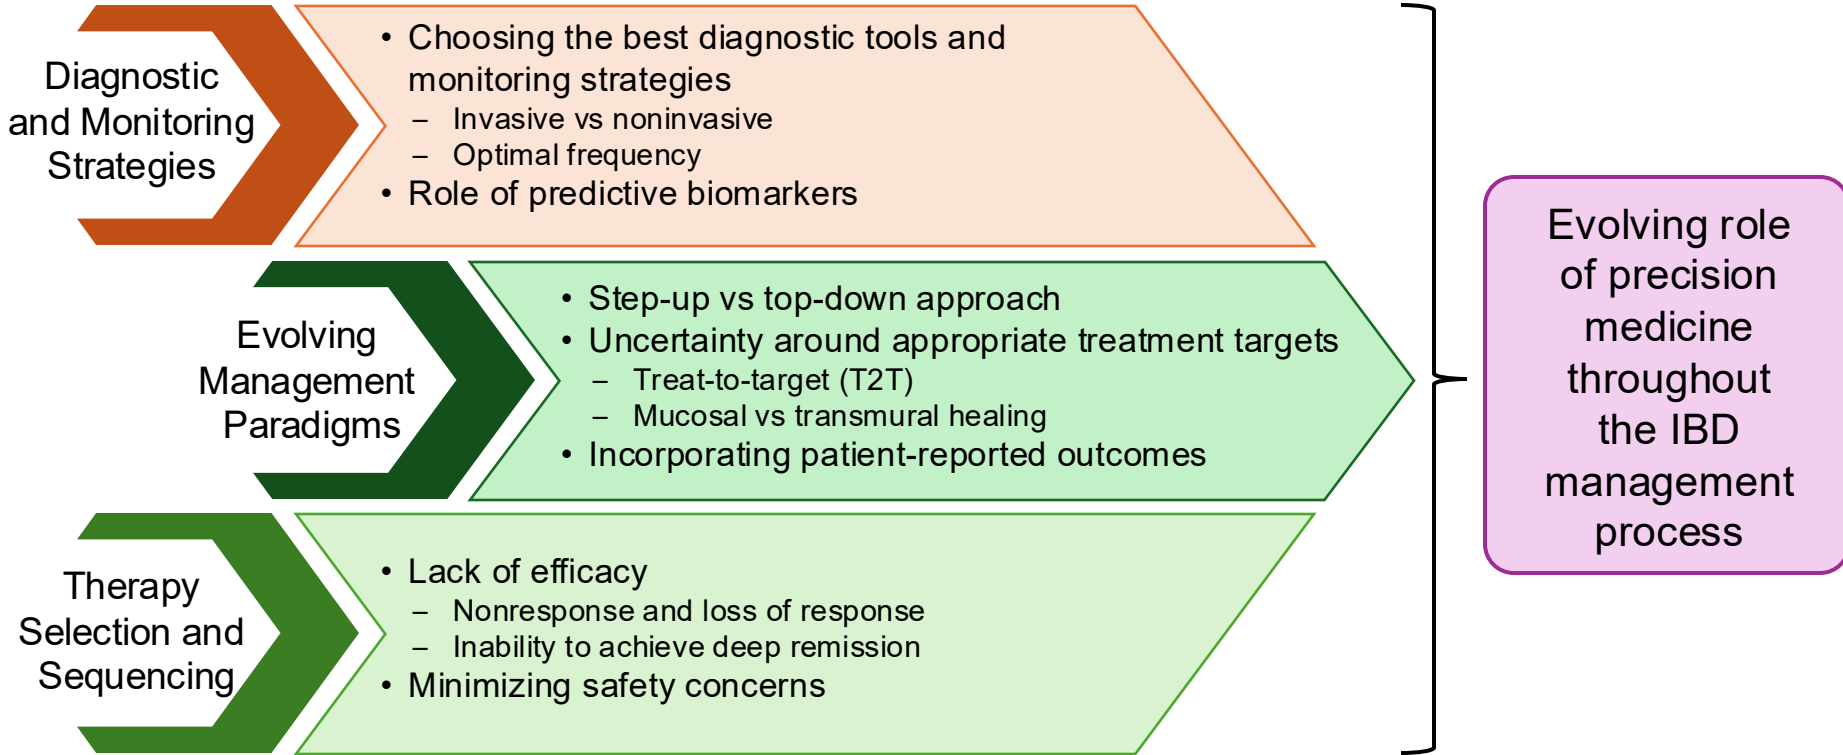 Diagnostic
and Monitoring
Strategies
• Choosing the best diagnostic tools and
monitoring strategies
– Invasive vs noninvasive
– Optimal frequency
• Role of predictive biomarkers
Evolving
Management
Paradigms
• Step-up vs top-down approach
• Uncertainty around appropriate treatment targets
– Treat-to-target (T2T)
– Mucosal vs transmural healing
• Incorporating patient-reported outcomes
Therapy
Selection and
Sequencing
• Lack of efficacy
– Nonresponse and loss of response
– Inability to achieve deep remission
• Minimizing safety concerns
Evolving role
of precision
medicine
throughout
the IBD
management
process